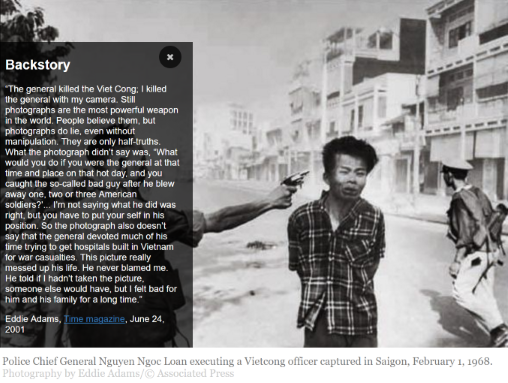 Backstory
“The general killed the Viet Cong; I killed
the general with my camera. Still
photographs are the most powerful weapon
in the world. People believe them, but
photographs do lie, even without
manipulation. They are only half-truths.
What the photograph didn’t say was, “What
would you do if you were the general at that
time and place on that hot day, and you
caught the so-called bad guy after he blew
away one, two or three American
soldiers?’... I’m not saying what he did was
right, but you have to put your self in his
position. So the photograph also doesn’t
say that the general devoted much of his
time trying to get hospitals built in Vietnam
for war casualties. This picture really
messed up his life. He never blamed me.
He told if I hadn’t taken the picture,
someone else would have, but I felt bad for
him and his family for a long time.”
Eddie Adams, Time magazine, June 24,
2001
Police Chief General Nguyen Ngoc Loan executing a Vietcong officer captured in Saigon, February 1, 1968.
Photography by Eddie Adams/© Associated Press